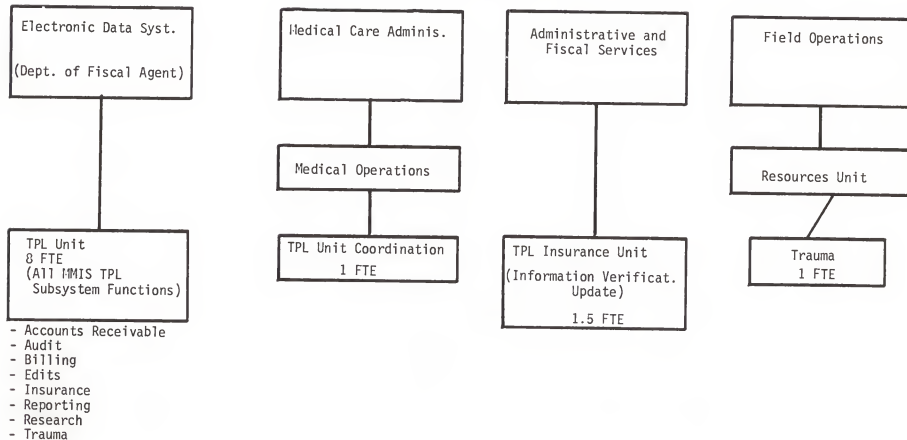 Electronic Data Syst.
(Dept. of Fiscal Agent)
TPL Unit
8 FTE
(All MMIS TPL
Subsystem Functions)
- Accounts Receivable
- Audit
- Billing
- Edits
- Insurance
- Reporting
- Research
- Trauma
Medical Care Adminis.
Medical Operations
TPL Unit Coordination
1 FTE
Administrative and
Fiscal Services
TPL Insurance Unit
(Information Verificat.
Update)
1.5 FTE
Field Operations
Resources Unit
Trauma
1 FTE